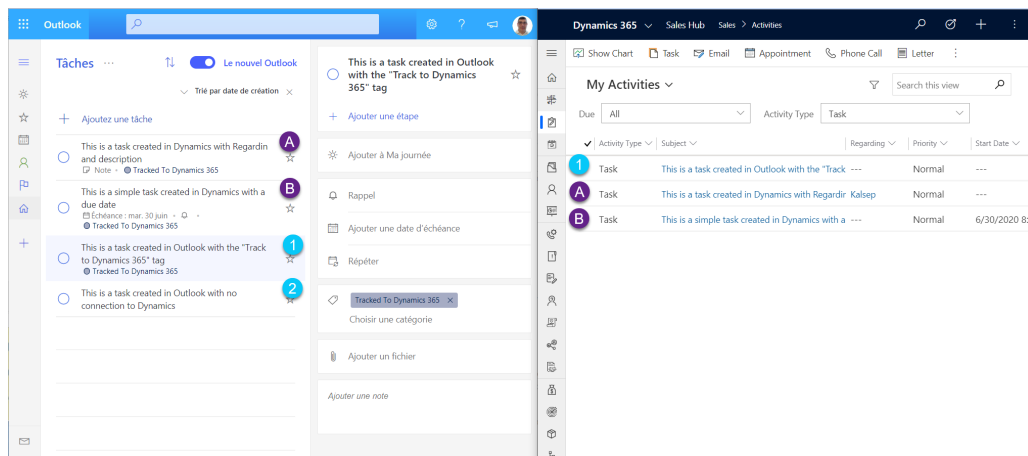 Outlook
Tâches ...
Le nouvel Outlook
Trié par date de création ×
Ajoutez une tâche
This is a task created in Dynamics with Regardin
and description
Note • Tracked To Dynamics 365
A
This is a simple task created in Dynamics with a
due date
Échéance : mar. 30 juin •
Tracked To Dynamics 365
B
This is a task created in Outlook with the "Track
to Dynamics 365" tag
Tracked To Dynamics 365
1
This is a task created in Outlook with no
connection to Dynamics
2
This is a task created in Outlook
with the "Track to Dynamics
365" tag
+ Ajouter une étape
Ajouter à Ma journée
Rappel
Ajouter une date d'échéance
Répéter
Tracked To Dynamics 365 ×
Choisir une catégorie
Ajouter un fichier
Ajouter une note
Dynamics 365 Sales Hub Sales > Activities
Show Chart Task Email Appointment Phone Call Letter
My Activities
Search this view
Due All Activity Type Task
Activity Type Subject Regarding Priority Start Date
1 Task This is a task created in Outlook with the "Track --- Normal ---
A Task This is a task created in Dynamics with Regardir Kalsep Normal ---
B Task This is a simple task created in Dynamics with a --- Normal 6/30/2020 8: